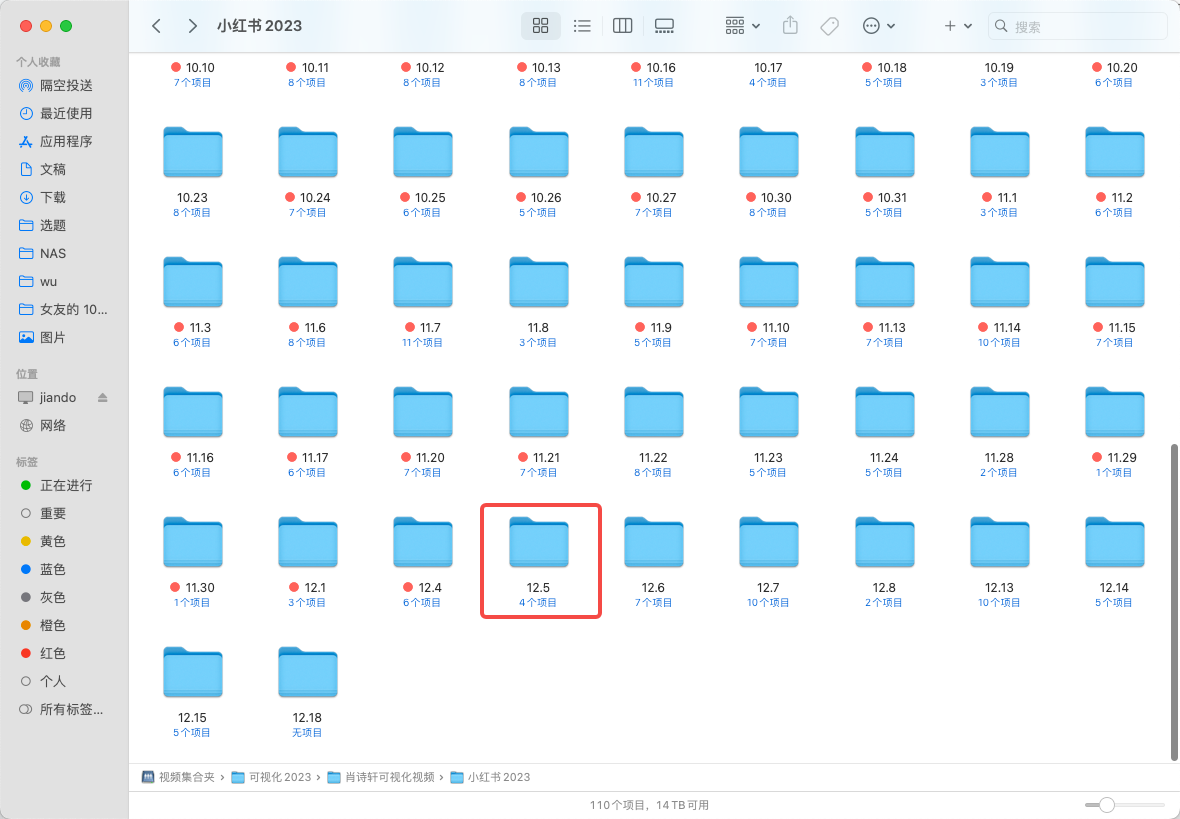 小红书 2023
搜索
个人收藏
隔空投送
最近使用
应用程序
文稿
下载
选题
NAS
wu
女友的 10...
图片
位置
jiando
网络
标签
正在进行
重要
黄色
蓝色
灰色
橙色
红色
个人
所有标签...
10.10 10.11 10.12 10.13 10.16 10.17 10.18 10.19 10.20
7个项目 8个项目 8个项目 8个项目 11个项目 4个项目 5个项目 3个项目 6个项目
10.23 10.24 10.25 10.26 10.27 10.30 10.31 11.1 11.2
8个项目 7个项目 6个项目 5个项目 7个项目 8个项目 5个项目 3个项目 6个项目
11.3 11.6 11.7 11.8 11.9 11.10 11.13 11.14 11.15
6个项目 8个项目 11个项目 3个项目 5个项目 7个项目 7个项目 10个项目 7个项目
11.16 11.17 11.20 11.21 11.22 11.23 11.24 11.28 11.29
6个项目 6个项目 7个项目 7个项目 8个项目 5个项目 5个项目 2个项目 1个项目
11.30 12.1 12.4 12.5 12.6 12.7 12.8 12.13 12.14
1个项目 3个项目 6个项目 4个项目 7个项目 10个项目 2个项目 10个项目 5个项目
12.15 12.18
5个项目 无项目
视频集合夹 › 可视化2023 › 肖诗轩可视化视频 › 小红书2023
110个项目，14TB可用